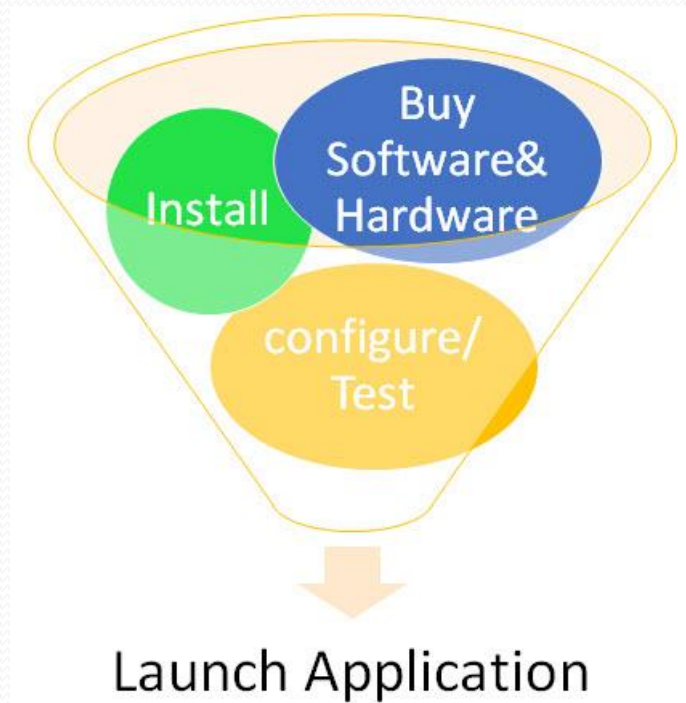 Buy
Software&
Hardware
Install
configure/
Test
Launch Application